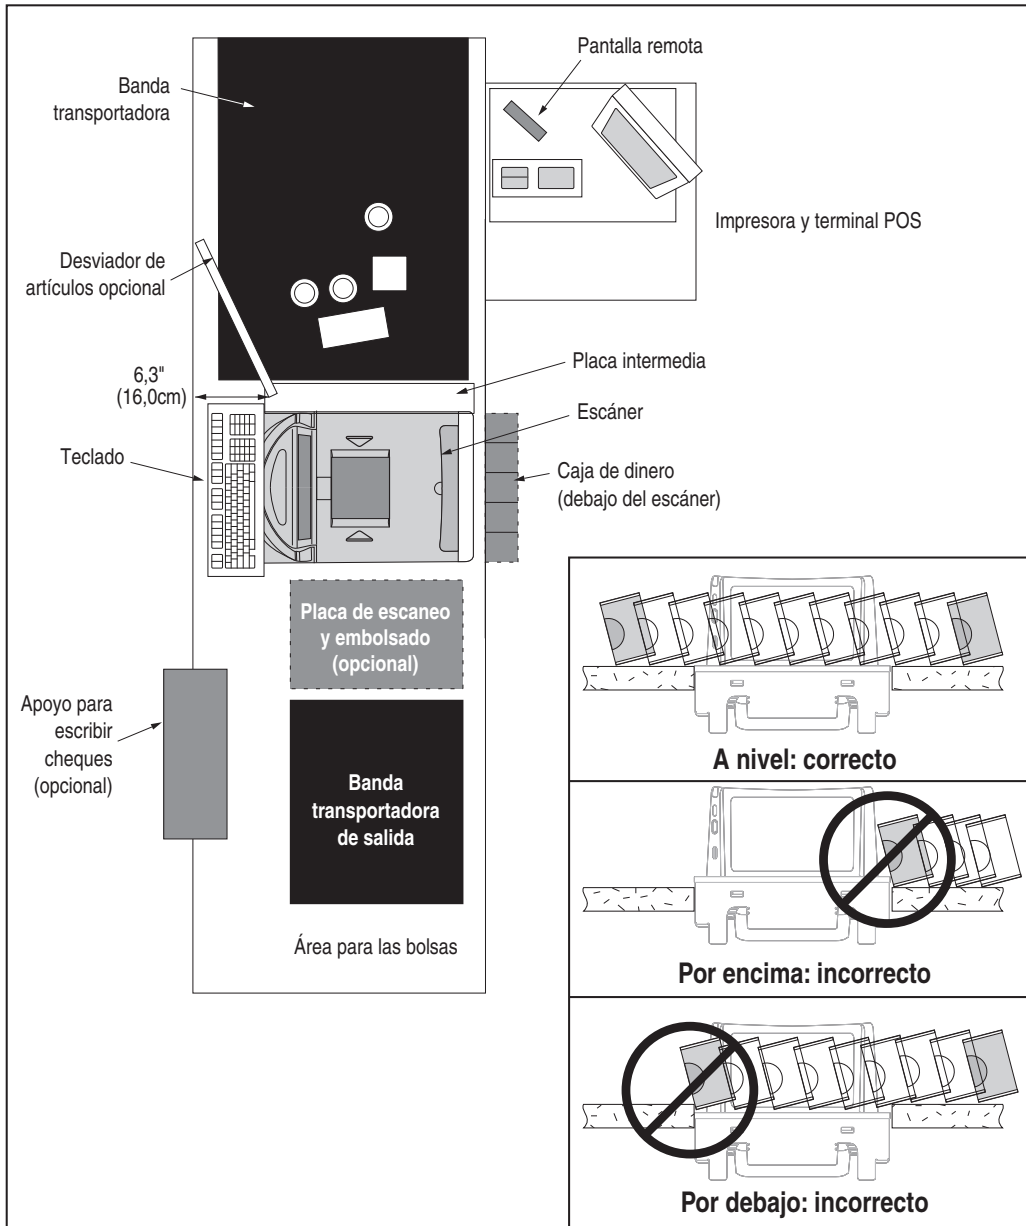 Pantalla remota
Banda
transportadora
Impresora y terminal POS
Desviador de
artículos opcional
6,3"
(16,0cm)
Placa intermedia
Escáner
Teclado
Caja de dinero
(debajo del escáner)
Placa de escaneo
y embolsado
(opcional)
Apoyo para
escribir
cheques
(opcional)
Banda
transportadora
de salida
Área para las bolsas
A nivel: correcto
Por encima: incorrecto
Por debajo: incorrecto